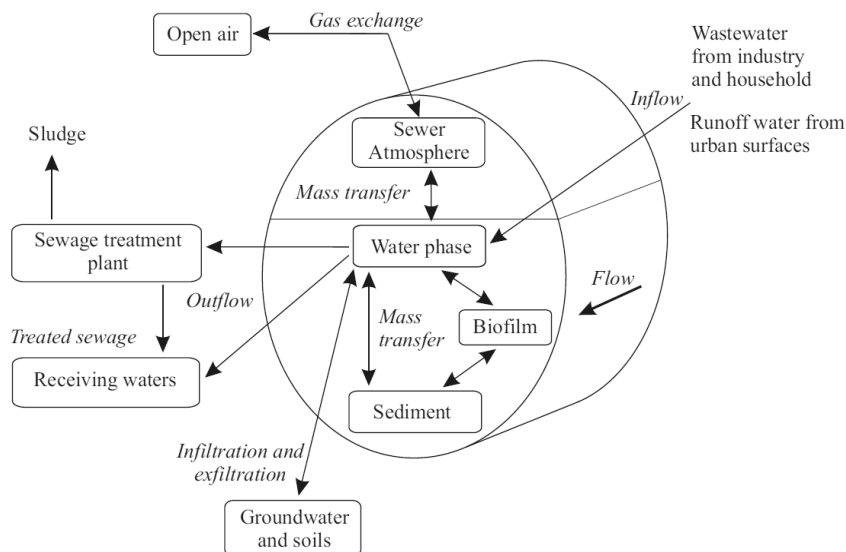 Gas exchange
Open air
Wastewater
from industry
and household
Inflow
Runoff water from
urban surfaces
Sludge
Sewer
Atmosphere
Mass transfer
Sewage treatment
plant
Water phase
Flow
Outflow
Mass
transfer
Biofilm
Treated sewage
Receiving waters
Sediment
Infiltration and
exfiltration
Groundwater
and soils